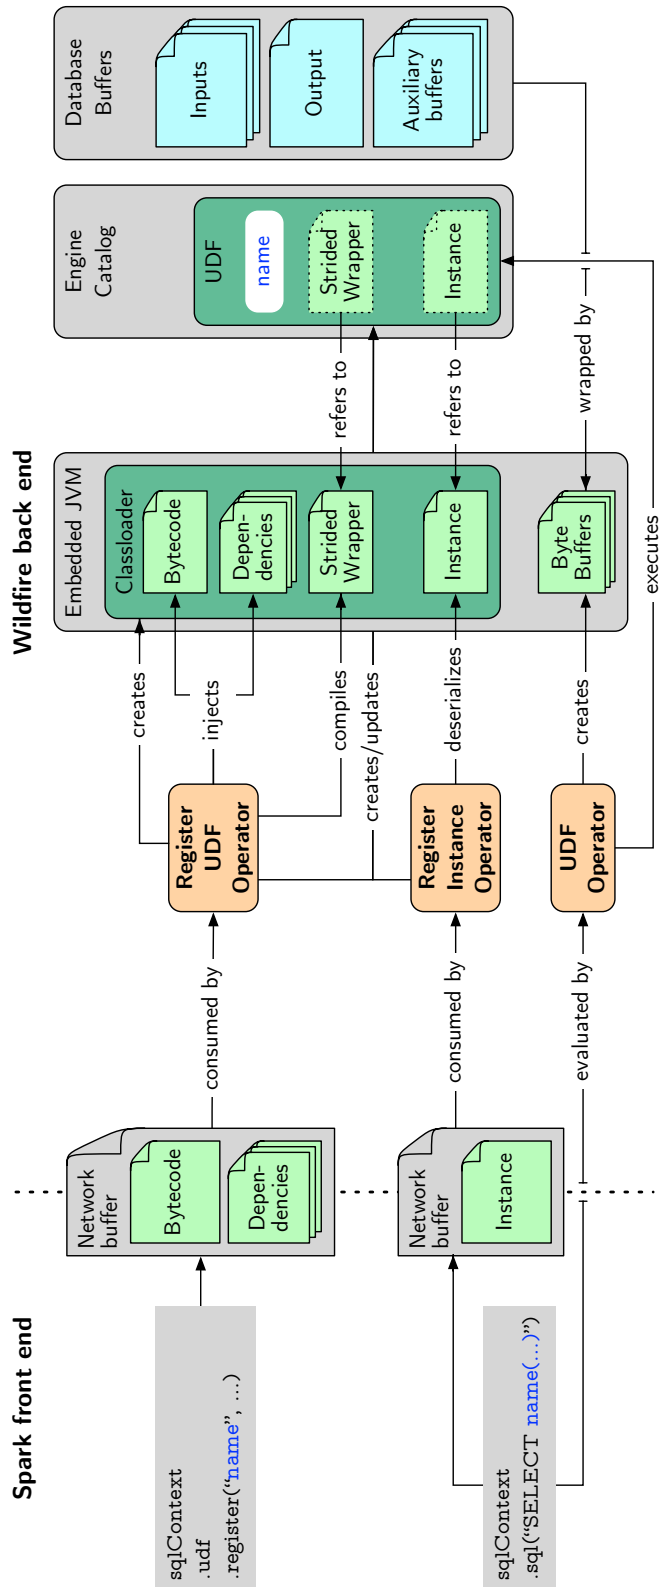 Spark front end
Wildfire back end
sqlContext
.udf
.register(“name”, ...)
Network
buffer
Bytecode
Depen-
dencies
consumed by
Register
UDF
Operator
creates
injects
compiles
creates/updates
Embedded JVM
Classloader
Bytecode
Depen-
dencies
Strided
Wrapper
Instance
Byte
Buffers
refers to
refers to
Engine
Catalog
UDF
name
Strided
Wrapper
Instance
Database
Buffers
Inputs
Output
Auxiliary
buffers
sqlContext
.sql(“SELECT name(...)”)
Network
buffer
Instance
consumed by
Register
Instance
Operator
deserializes
evaluated by
UDF
Operator
creates
wrapped by
executes